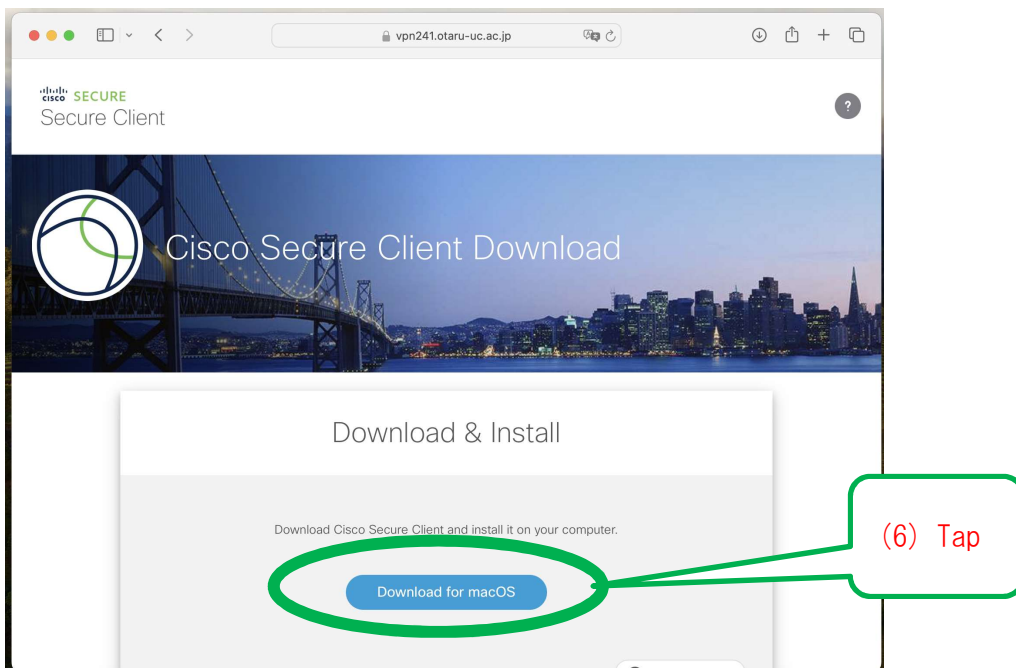 vpn241.otaru-uc.ac.jp
CISCO SECURE
Secure Client
?
Cisco Secure Client Download
Download & Install
Download Cisco Secure Client and install it on your computer.
Download for macOS
(6) Tap